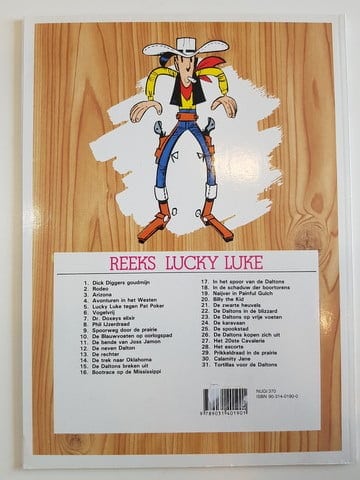 REEKS LUCKY LUKE
1. Dick Diggers goudmijn
2. Rodeo
3. Arizona
4. Avonturen in het Westen
5. Lucky Luke tegen Pat Poker
6. Vogelvrij
7. Dr. Doxeys elixir
8. Phil IJzerdraad
9. Spoorweg door de prairie
10. De Blauwvoeten op oorlogspad
11. De bende van Joss Jamon
12. De neven Dalton
13. De rechter
14. De trek naar Oklahoma
15. De Daltons breken uit
16. Bootrace op de Mississippi
17. In het spoor van de Daltons
18. In de schaduw der boortorens
19. Naijver in Painful Gulch
20. Billy the Kid
21. De zwarte heuvels
22. De Daltons in de blizzard
23. De Daltons op vrije voeten
24. De karavaan
25. De spookstad
26. De Daltons kopen zich uit
27. Het 20ste Cavalerie
28. Het escorte
29. Prikkeldraad in de prairie
30. Calamity Jane
31. Tortillas voor de Daltons
NUGI 370
ISBN 90-314-0190-0
9789031401901